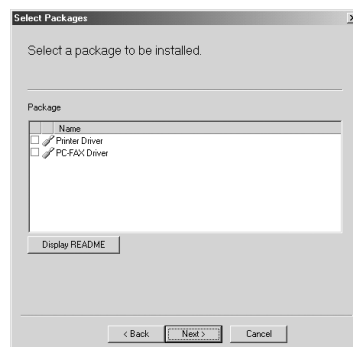 Select Packages
Select a package to be installed.
Package
Name
Printer Driver
PC-FAX Driver
Display README
< Back
Next >
Cancel